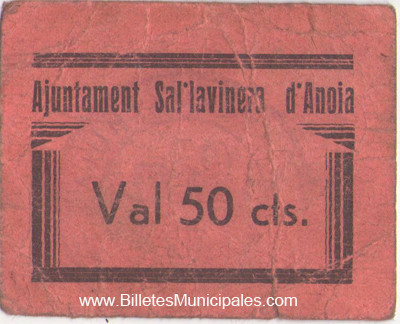 Ajuntament Sal'lavinera d'Anoia
Val 50 cts.
www.BilletesMunicipales.com